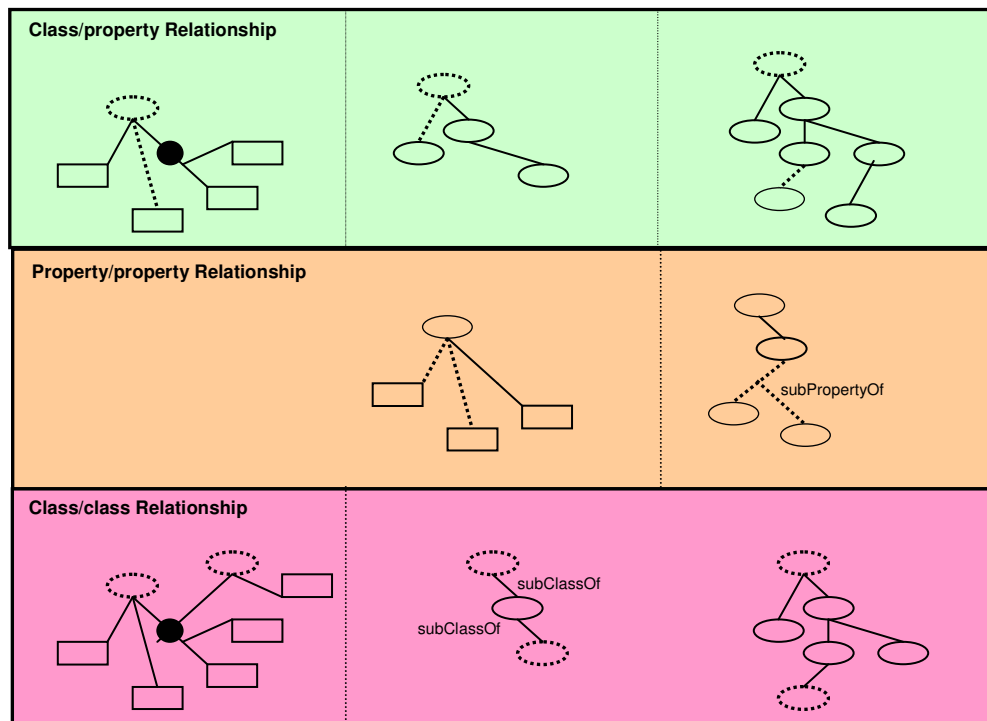 Class/property Relationship
Property/property Relationship
subPropertyOf
Class/class Relationship
subClassOf
subClassOf